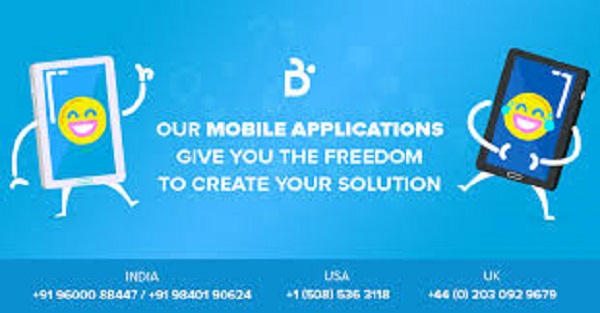 B
OUR MOBILE APPLICATIONS
GIVE YOU THE FREEDOM
TO CREATE YOUR SOLUTION
INDIA
+91 96000 88447 / +91 98401 90624
USA
+1 (508) 536 3118
UK
+44 (0) 203 092 9679